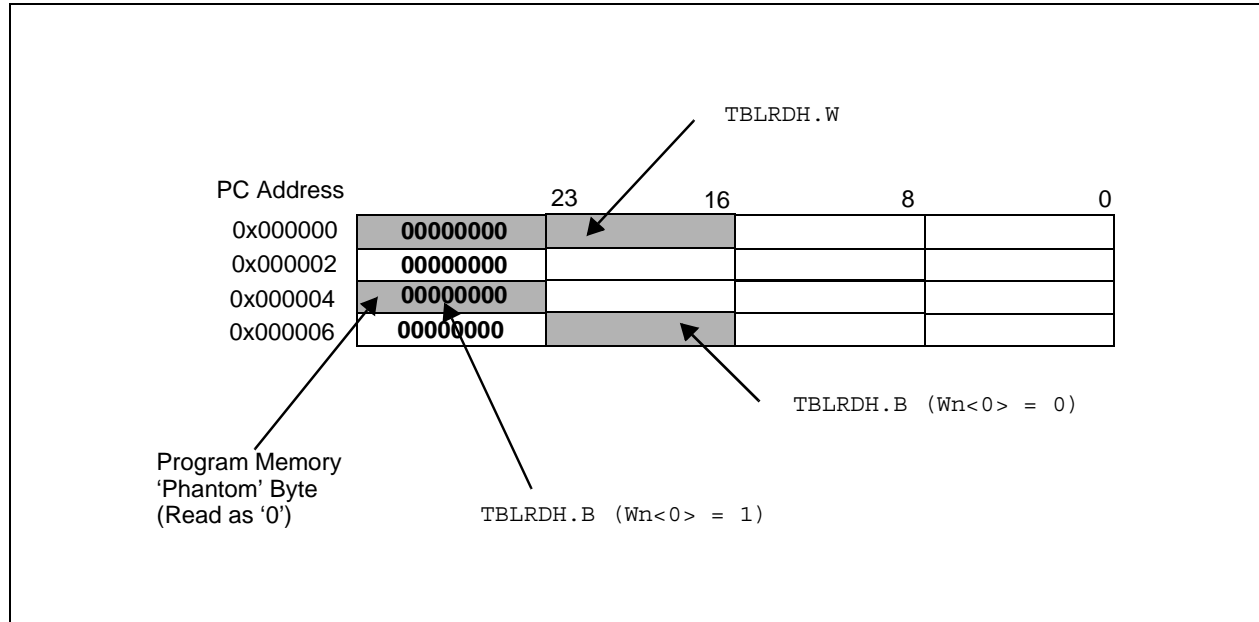 TBLRDH.W
PC Address
23 16 8 0
0x000000 00000000
0x000002 00000000
0x000004 00000000
0x000006 00000000
TBLRDH.B (Wn<0> = 0)
Program Memory
‘Phantom’ Byte
(Read as ‘0’)
TBLRDH.B (Wn<0> = 1)